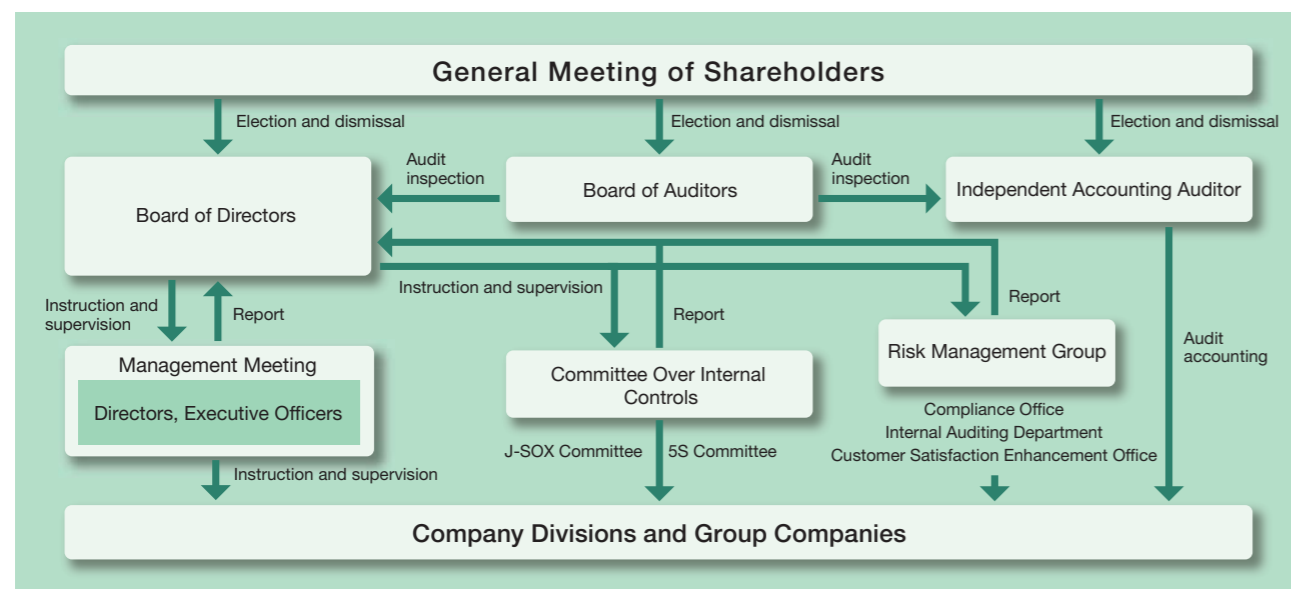 General Meeting of Shareholders
Election and dismissal
Election and dismissal
Election and dismissal
Board of Directors
Audit
inspection
Board of Auditors
Audit
inspection
Independent Accounting Auditor
Instruction and supervision
Instruction and
supervision
Report
Report
Report
Audit
accounting
Management Meeting
Directors, Executive Officers
Committee Over Internal
Controls
Risk Management Group
Compliance Office
Internal Auditing Department
Customer Satisfaction Enhancement Office
J-SOX Committee
5S Committee
Instruction and supervision
Company Divisions and Group Companies